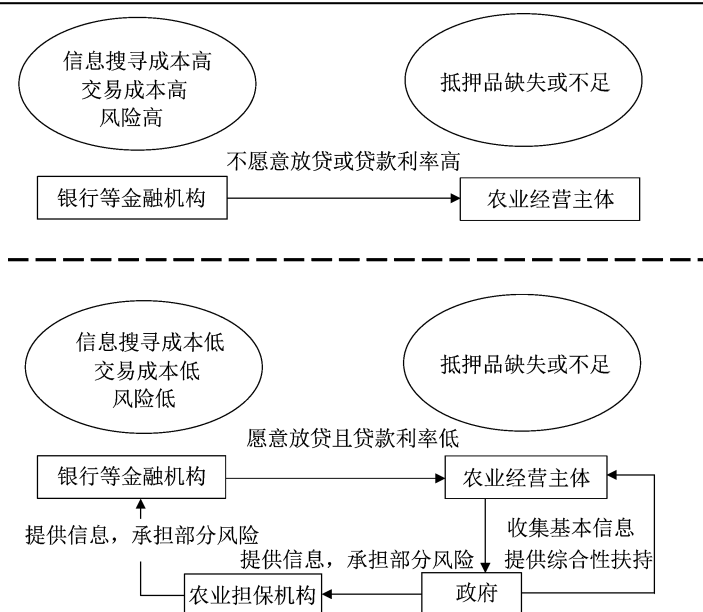 信息搜寻成本高
交易成本高
风险高
抵押品缺失或不足
不愿意放贷或贷款利率高
银行等金融机构
农业经营主体
信息搜寻成本低
交易成本低
风险低
抵押品缺失或不足
愿意放贷且贷款利率低
银行等金融机构
农业经营主体
提供信息，承担部分风险
收集基本信息
提供信息，承担部分风险
提供综合性扶持
农业担保机构
政府